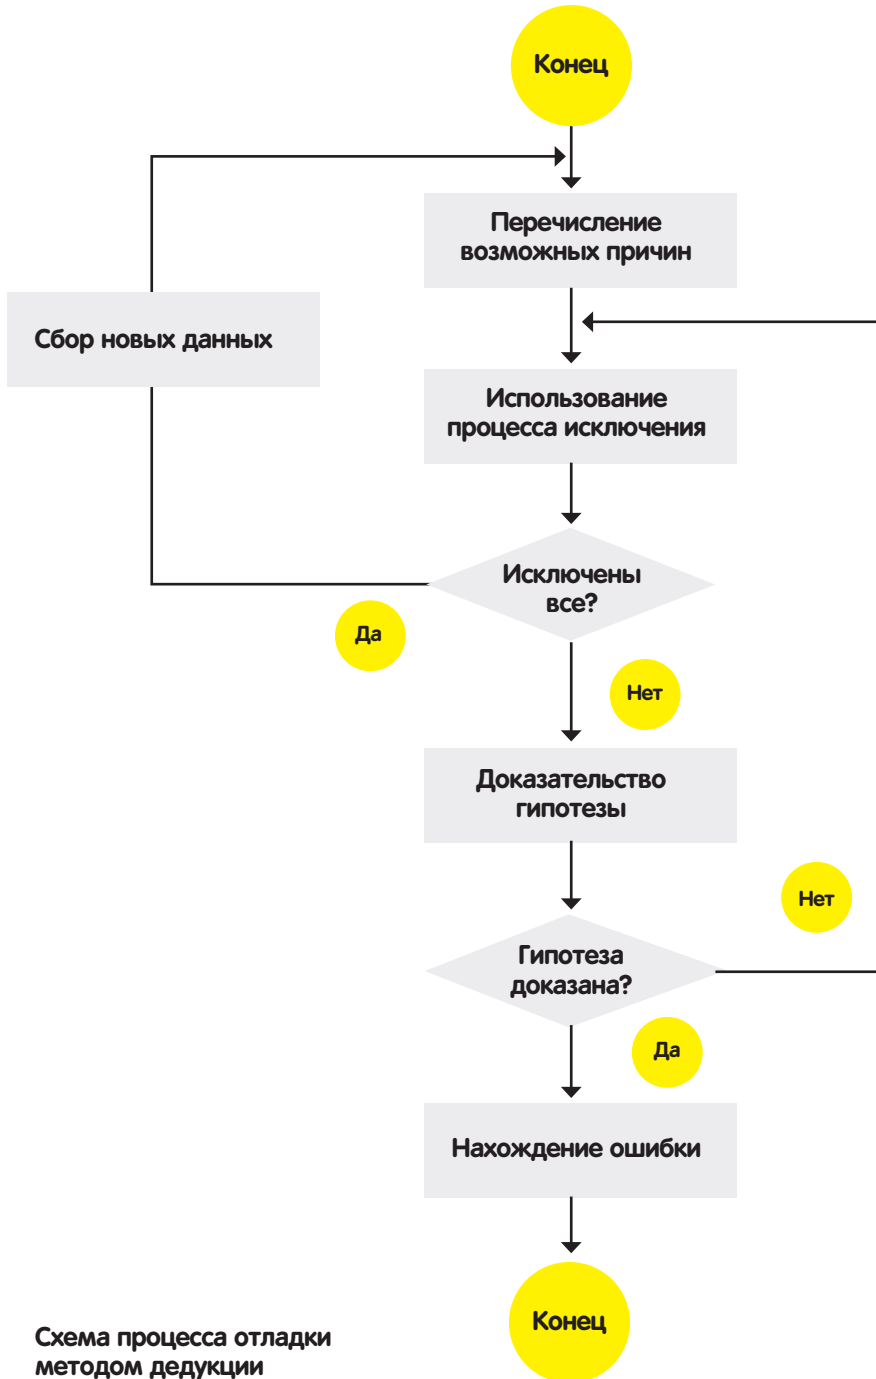 Конец
Перечисление
возможных причин
Сбор новых данных
Использование
процесса исключения
Исключены
все?
Да
Нет
Доказательство
гипотезы
Нет
Гипотеза
доказана?
Да
Нахождение ошибки
Конец
Схема процесса отладки
методом дедукции